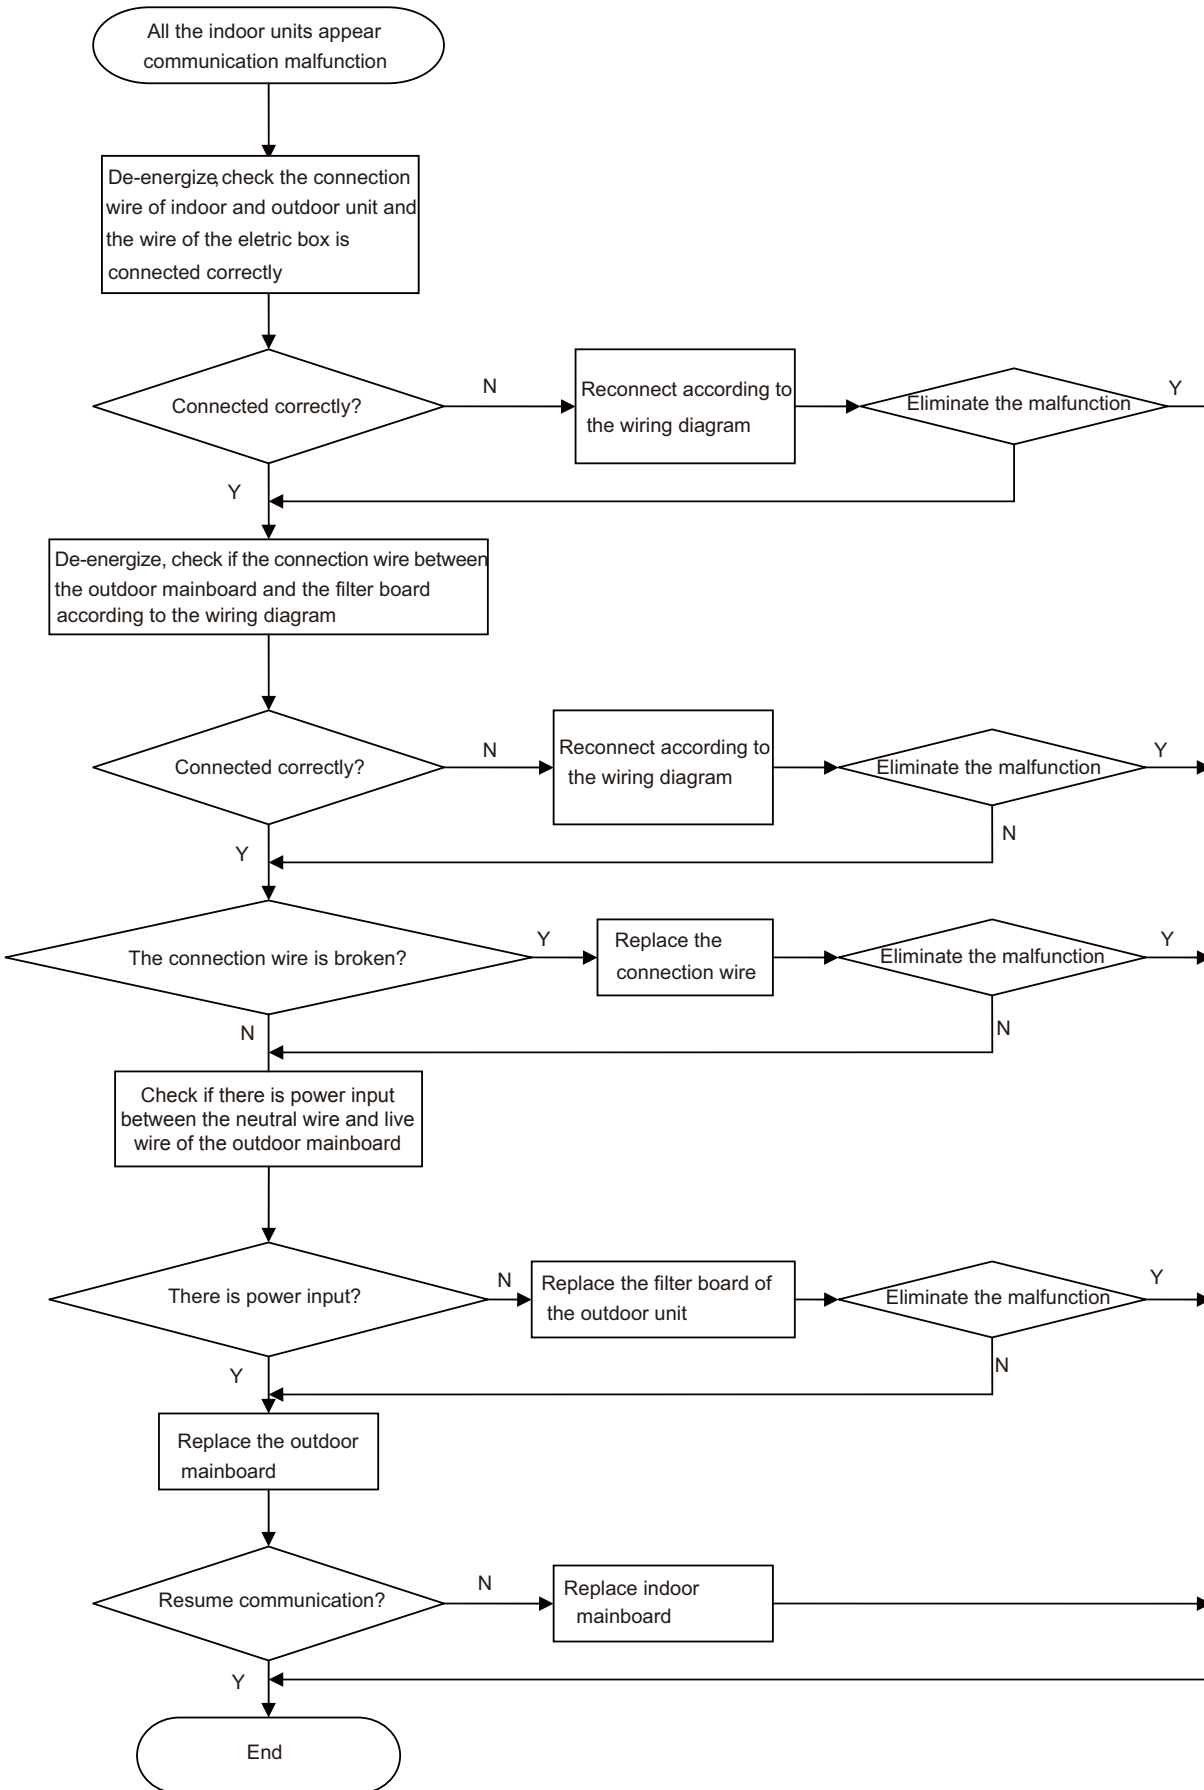 All the indoor units appear
communication malfunction
De-energize,check the connection
wire of indoor and outdoor unit and
the wire of the eletric box is
connected correctly
Connected correctly?
N
Reconnect according to
the wiring diagram
Eliminate the malfunction
Y
Y
De-energize, check if the connection wire between
the outdoor mainboard and the filter board
according to the wiring diagram
Connected correctly?
N
Reconnect according to
the wiring diagram
Eliminate the malfunction
Y
N
Y
The connection wire is broken?
Y
Replace the
connection wire
Eliminate the malfunction
Y
N
N
Check if there is power input
between the neutral wire and live
wire of the outdoor mainboard
There is power input?
N
Replace the filter board of
the outdoor unit
Eliminate the malfunction
Y
N
Y
Replace the outdoor
mainboard
Resume communication?
N
Replace indoor
mainboard
Y
End